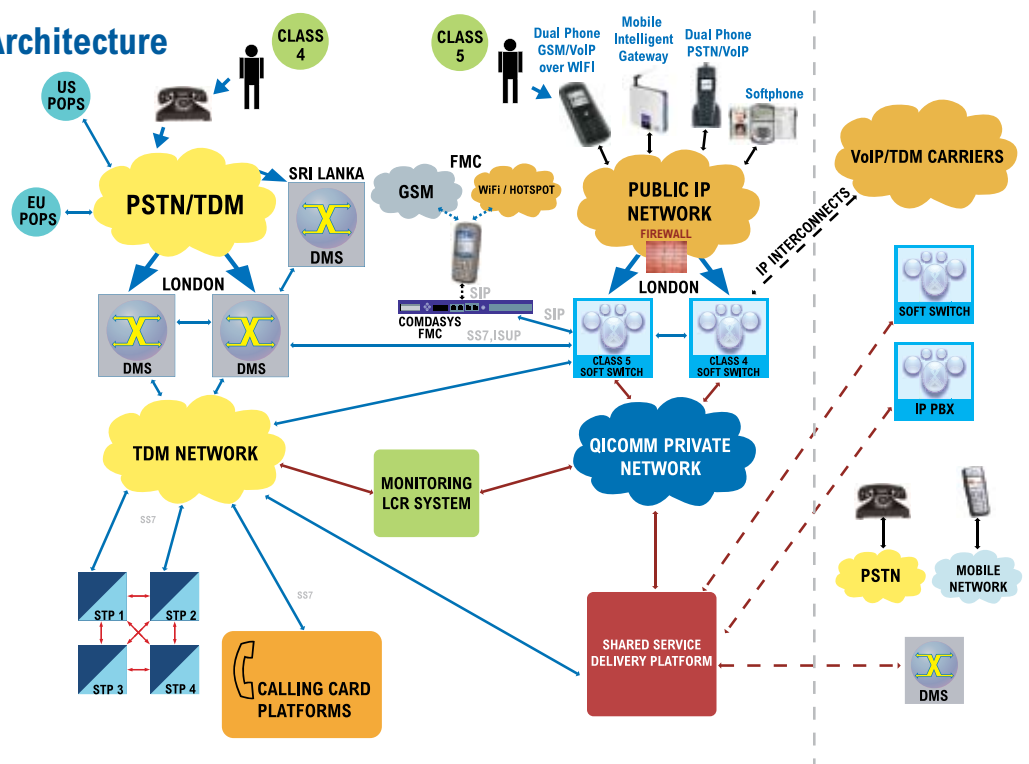 Architecture
CLASS
4
CLASS
5
Dual Phone
GSM/VoIP
over WIFI
Mobile
Intelligent
Gateway
Dual Phone
PSTN/VoIP
Softphone
US
POPS
EU
POPS
PSTN/TDM
SRI LANKA
DMS
FMC
GSM
WiFi / HOTSPOT
PUBLIC IP
NETWORK
FIREWALL
VoIP/TDM CARRIERS
IP INTERCONNECTS
LONDON
DMS
DMS
SIP
COMDASYS
FMC
SIP
SS7,ISUP
LONDON
CLASS 5
SOFT SWITCH
CLASS 4
SOFT SWITCH
SOFT SWITCH
IP PBX
TDM NETWORK
MONITORING
LCR SYSTEM
QICOMM PRIVATE
NETWORK
SS7
SS7
PSTN
MOBILE
NETWORK
STP 1
STP 2
STP 3
STP 4
CALLING CARD
PLATFORMS
SHARED SERVICE
DELIVERY PLATFORM
DMS